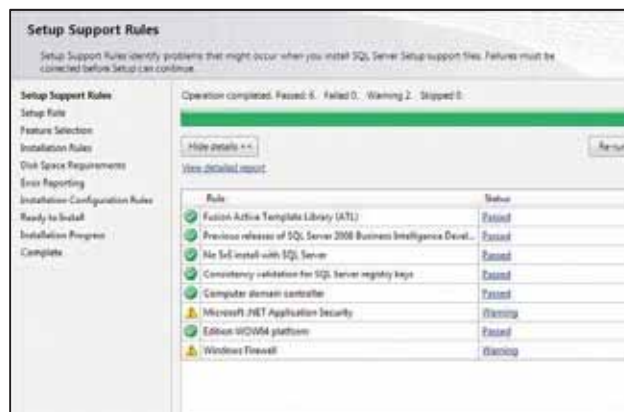 Setup Support Rules
Setup Support Rules identify problems that might occur when you install SQL Server Setup support files. Failures must be
corrected before Setup can continue.
Setup Support Rules
Setup Role
Feature Selection
Installation Rules
Disk Space Requirements
Error Reporting
Installation Configuration Rules
Ready to Install
Installation Progress
Complete
Operation completed. Passed: 6. Failed 0. Warning 2. Skipped 0.
Hide details <<
Re-run
View detailed report
Rule Status
Fusion Active Template Library (ATL) Passed
Previous releases of SQL Server 2008 Business Intelligence Devel... Passed
No SxS install with SQL Server Passed
Consistency validation for SQL Server registry keys Passed
Computer domain controller Passed
Microsoft .NET Application Security Warning
Edition WOW64 platform Passed
Windows Firewall Warning